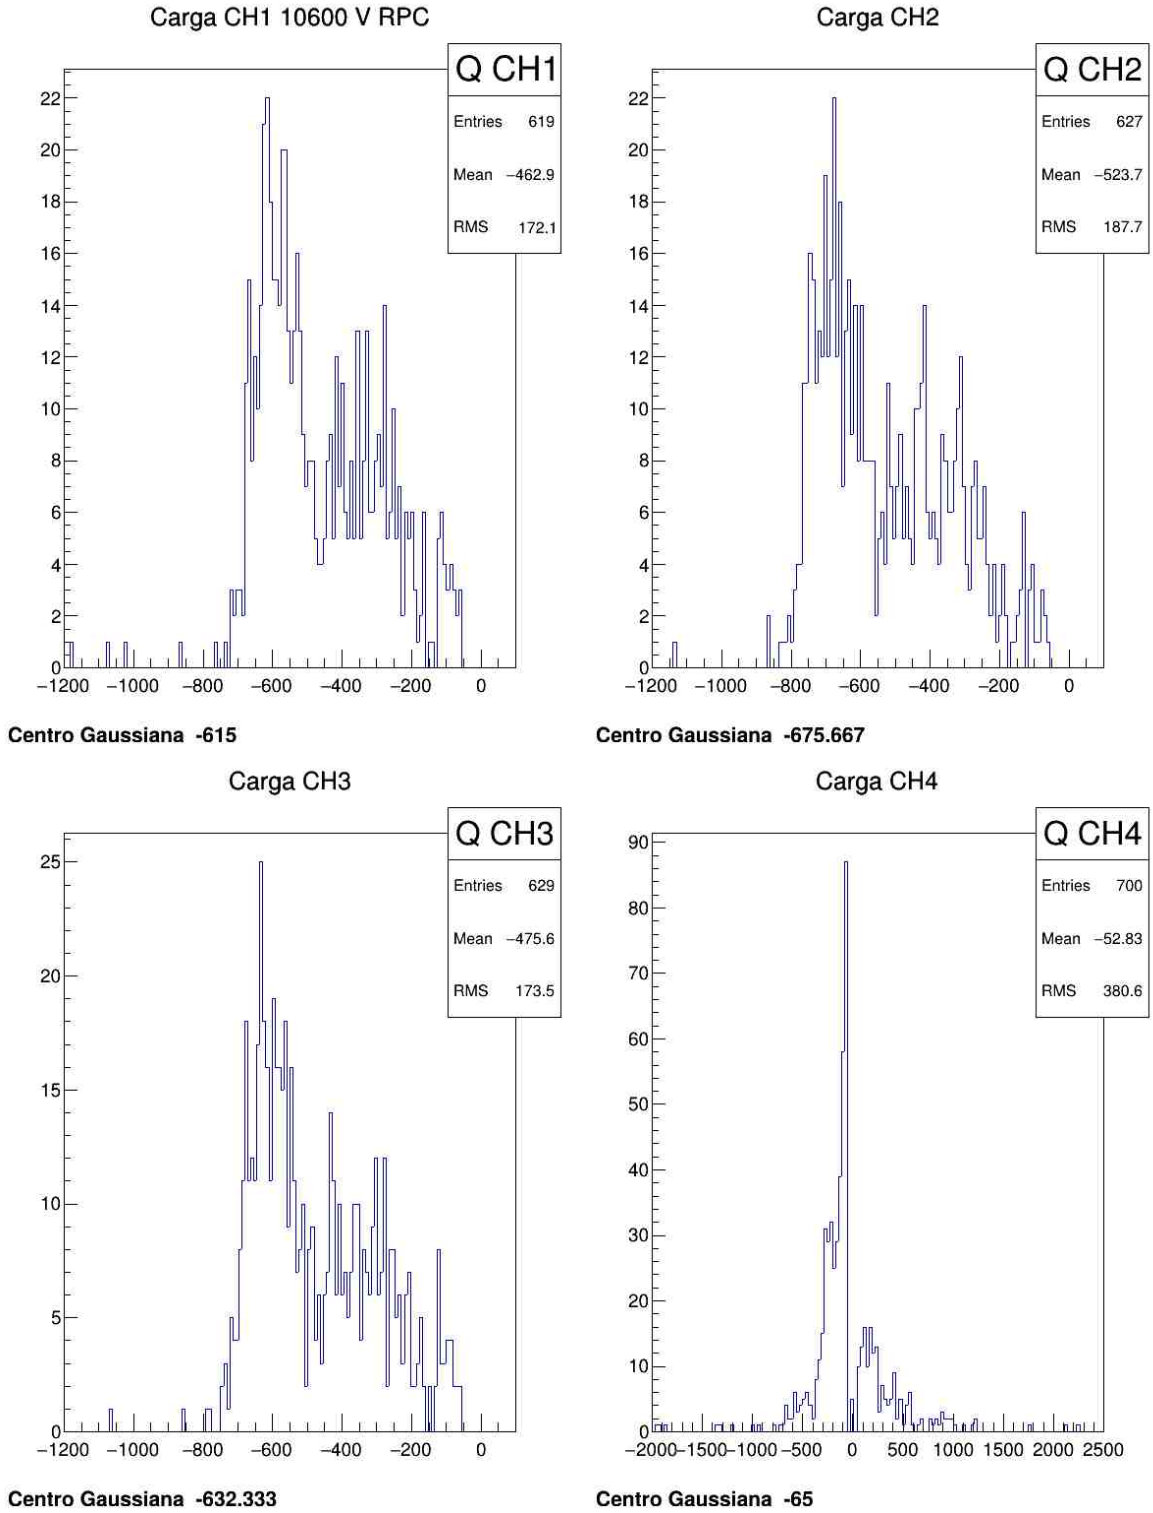 Carga CH1 10600 V RPC
Q CH1
Entries 619
Mean −462.9
RMS 172.1
22
20
18
16
14
12
10
8
6
4
2
0
−1200 −1000 −800 −600 −400 −200 0
Centro Gaussiana -615
Carga CH2
Q CH2
Entries 627
Mean −523.7
RMS 187.7
22
20
18
16
14
12
10
8
6
4
2
0
−1200 −1000 −800 −600 −400 −200 0
Centro Gaussiana -675.667
Carga CH3
Q CH3
Entries 629
Mean −475.6
RMS 173.5
25
20
15
10
5
0
−1200 −1000 −800 −600 −400 −200 0
Centro Gaussiana -632.333
Carga CH4
Q CH4
Entries 700
Mean −52.83
RMS 380.6
90
80
70
60
50
40
30
20
10
0
−2000 −1500 −1000 −500 0 500 1000 1500 2000 2500
Centro Gaussiana -65